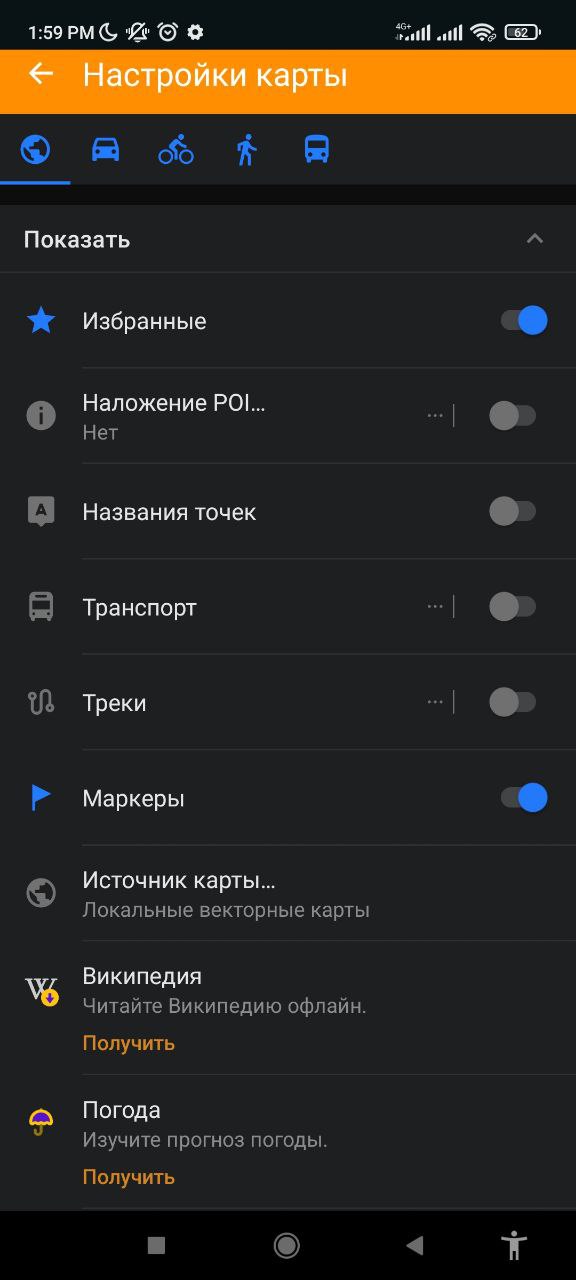 1:59 PM 4G+ 62
Настройки карты
Показать
Избранные
Наложение POI...
Нет
Названия точек
Транспорт
Треки
Маркеры
Источник карты...
Локальные векторные карты
Википедия
Читайте Википедию офлайн.
Получить
Погода
Изучите прогноз погоды.
Получить